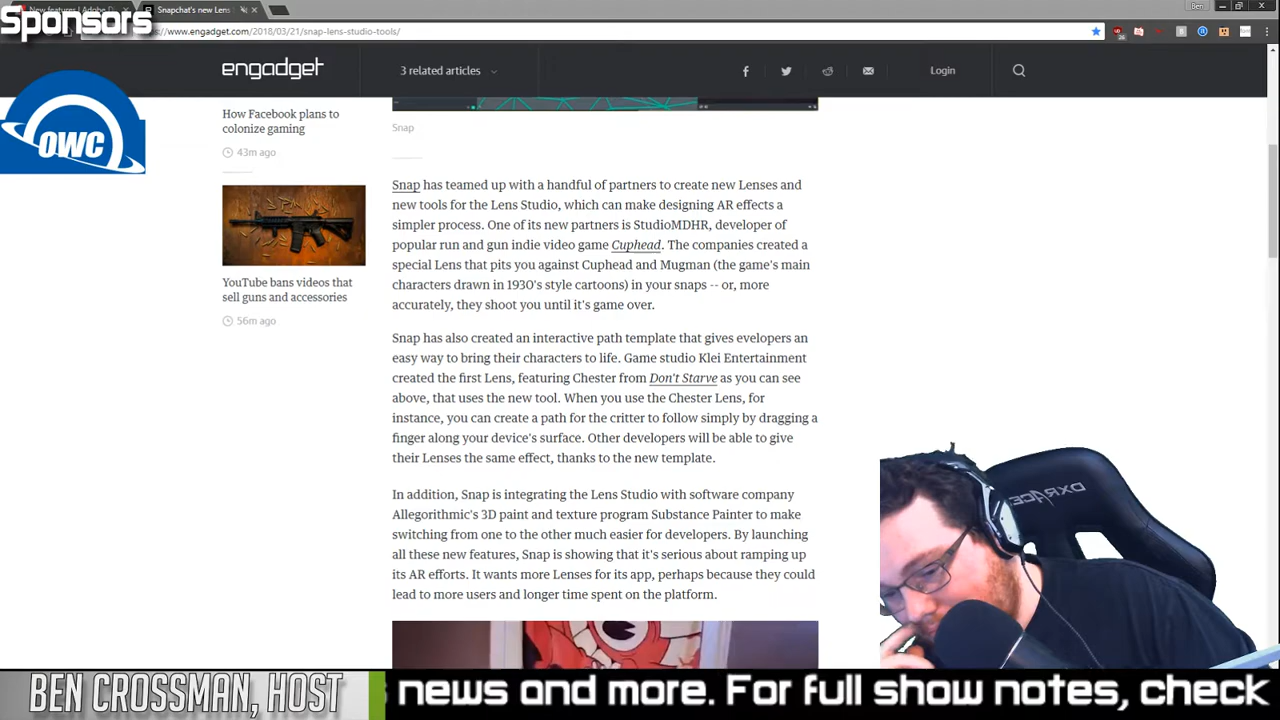 New features | Adobe D
Snapchat's new Lens
Ben
Sponsors
https://www.engadget.com/2018/03/21/snap-lens-studio-tools/
engadget
3 related articles
Login
OWC
How Facebook plans to
colonize gaming
43m ago
YouTube bans videos that
sell guns and accessories
56m ago
Snap
Snap has teamed up with a handful of partners to create new Lenses and
new tools for the Lens Studio, which can make designing AR effects a
simpler process. One of its new partners is StudioMDHR, developer of
popular run and gun indie video game Cuphead. The companies created a
special Lens that pits you against Cuphead and Mugman (the game's main
characters drawn in 1930's style cartoons) in your snaps -- or, more
accurately, they shoot you until it's game over.
Snap has also created an interactive path template that gives evelopers an
easy way to bring their characters to life. Game studio Klei Entertainment
created the first Lens, featuring Chester from Don't Starve as you can see
above, that uses the new tool. When you use the Chester Lens, for
instance, you can create a path for the critter to follow simply by dragging a
finger along your device's surface. Other developers will be able to give
their Lenses the same effect, thanks to the new template.
In addition, Snap is integrating the Lens Studio with software company
Allegorithmic's 3D paint and texture program Substance Painter to make
switching from one to the other much easier for developers. By launching
all these new features, Snap is showing that it's serious about ramping up
its AR efforts. It wants more Lenses for its app, perhaps because they could
lead to more users and longer time spent on the platform.
DXRACE
BEN CROSSMAN, HOST
s news and more. For full show notes, check